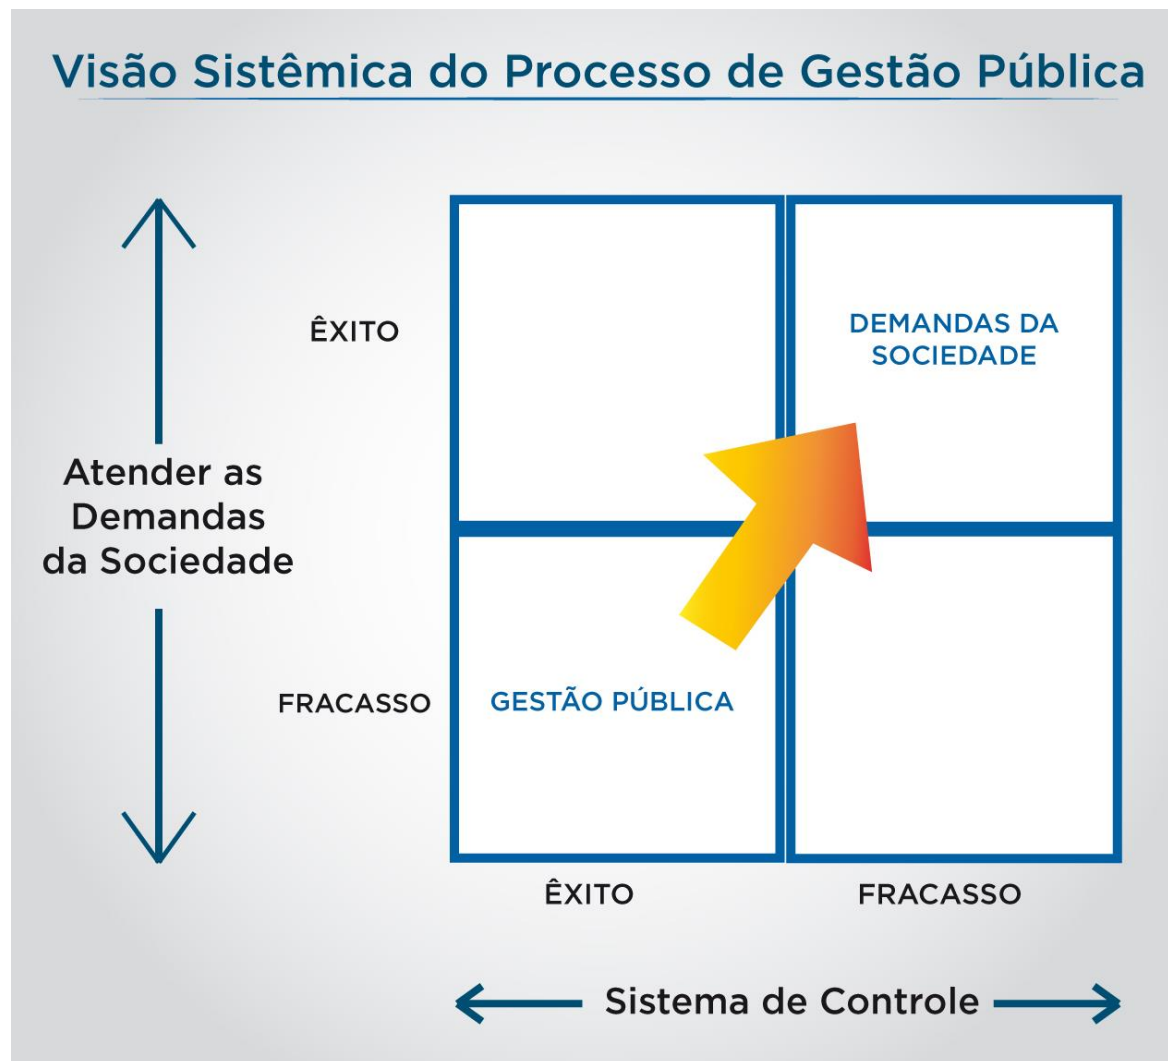 Visão Sistêmica do Processo de Gestão Pública
ÊXITO
DEMANDAS DA
SOCIEDADE
Atender as
Demandas
da Sociedade
FRACASSO
GESTÃO PÚBLICA
ÊXITO
FRACASSO
Sistema de Controle